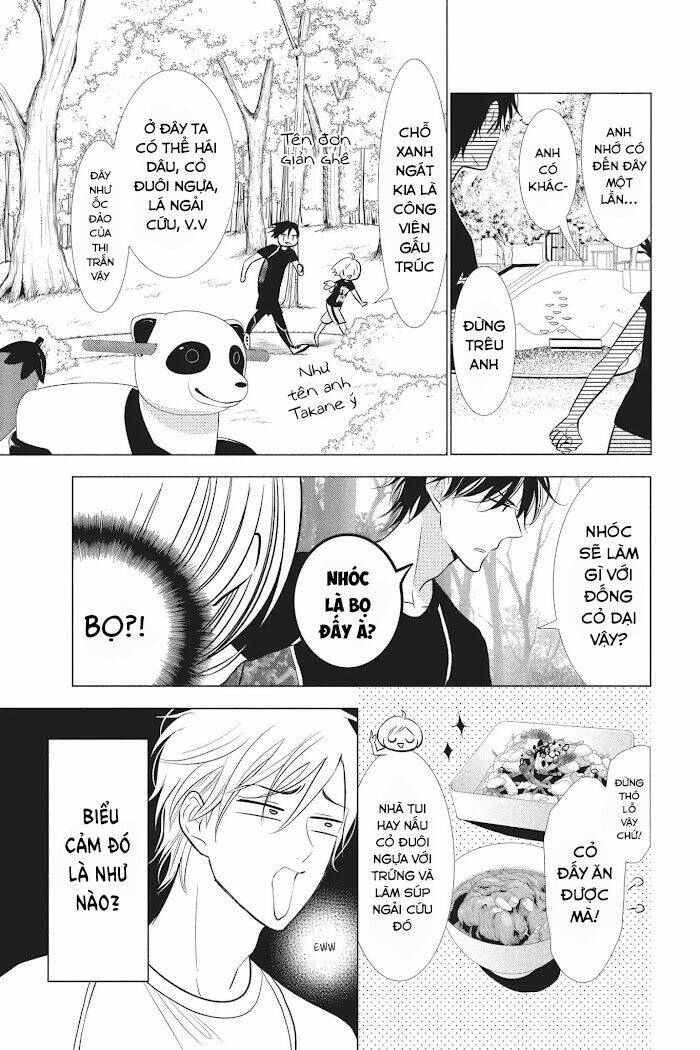 ANH
NHỚ CÓ
ĐẾN ĐÂY
MỘT
LẦN...
ANH
CÓ
KHÁC-
ĐỪNG
TRÊU
ANH
CHỖ
XANH
NGÁT
KIA LÀ
CÔNG
VIÊN
GẤU
TRÚC
Tên đơn
Giản Ghê
Như
tên anh
Takane ý
Ở ĐÂY TA
CÓ THỂ HÁI
DÂU, CỎ
ĐUÔI NGỰA,
LÁ NGẢI
CỨU, V.V
ĐÂY
NHƯ ỐC
ĐẢO CỦA
THỊ
TRẤN
VẬY
NHÓC
SẼ LÀM
GÌ VỚI
ĐỐNG
CỎ DẠI
VẬY?
NHÓC
LÀ BỌ
ĐẤY À?
BỌ?!
ĐỪNG
THÔ
LỖ
VẬY
CHỨ!
CỎ
ĐẤY ĂN
ĐƯỢC
MÀ!
NHÀ TUI
HAY NẤU
CỎ ĐUÔI
NGỰA VỚI
TRỨNG VÀ
LÀM SÚP
NGẢI CỨU
ĐÓ
EWW
BIỂU
CẢM ĐÓ
LÀ NHƯ
NÀO?